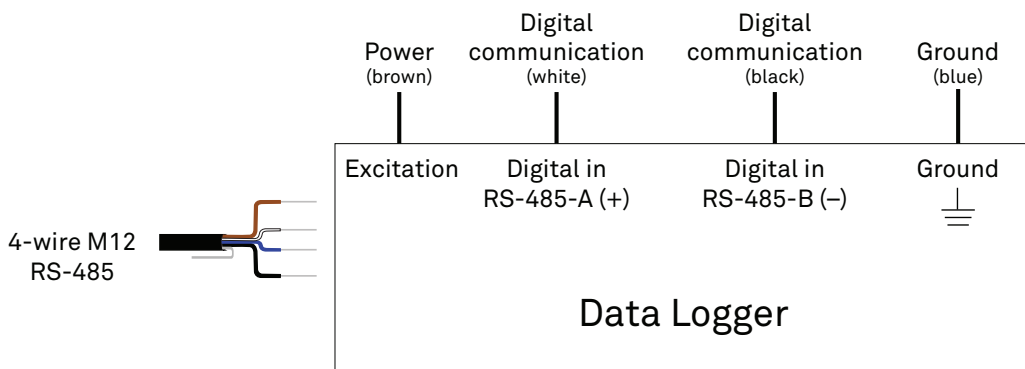 Power
(brown)
Digital
communication
(white)
Digital
communication
(black)
Ground
(blue)
Excitation
Digital in
RS-485-A (+)
Digital in
RS-485-B (–)
Ground
4-wire M12
RS-485
Data Logger